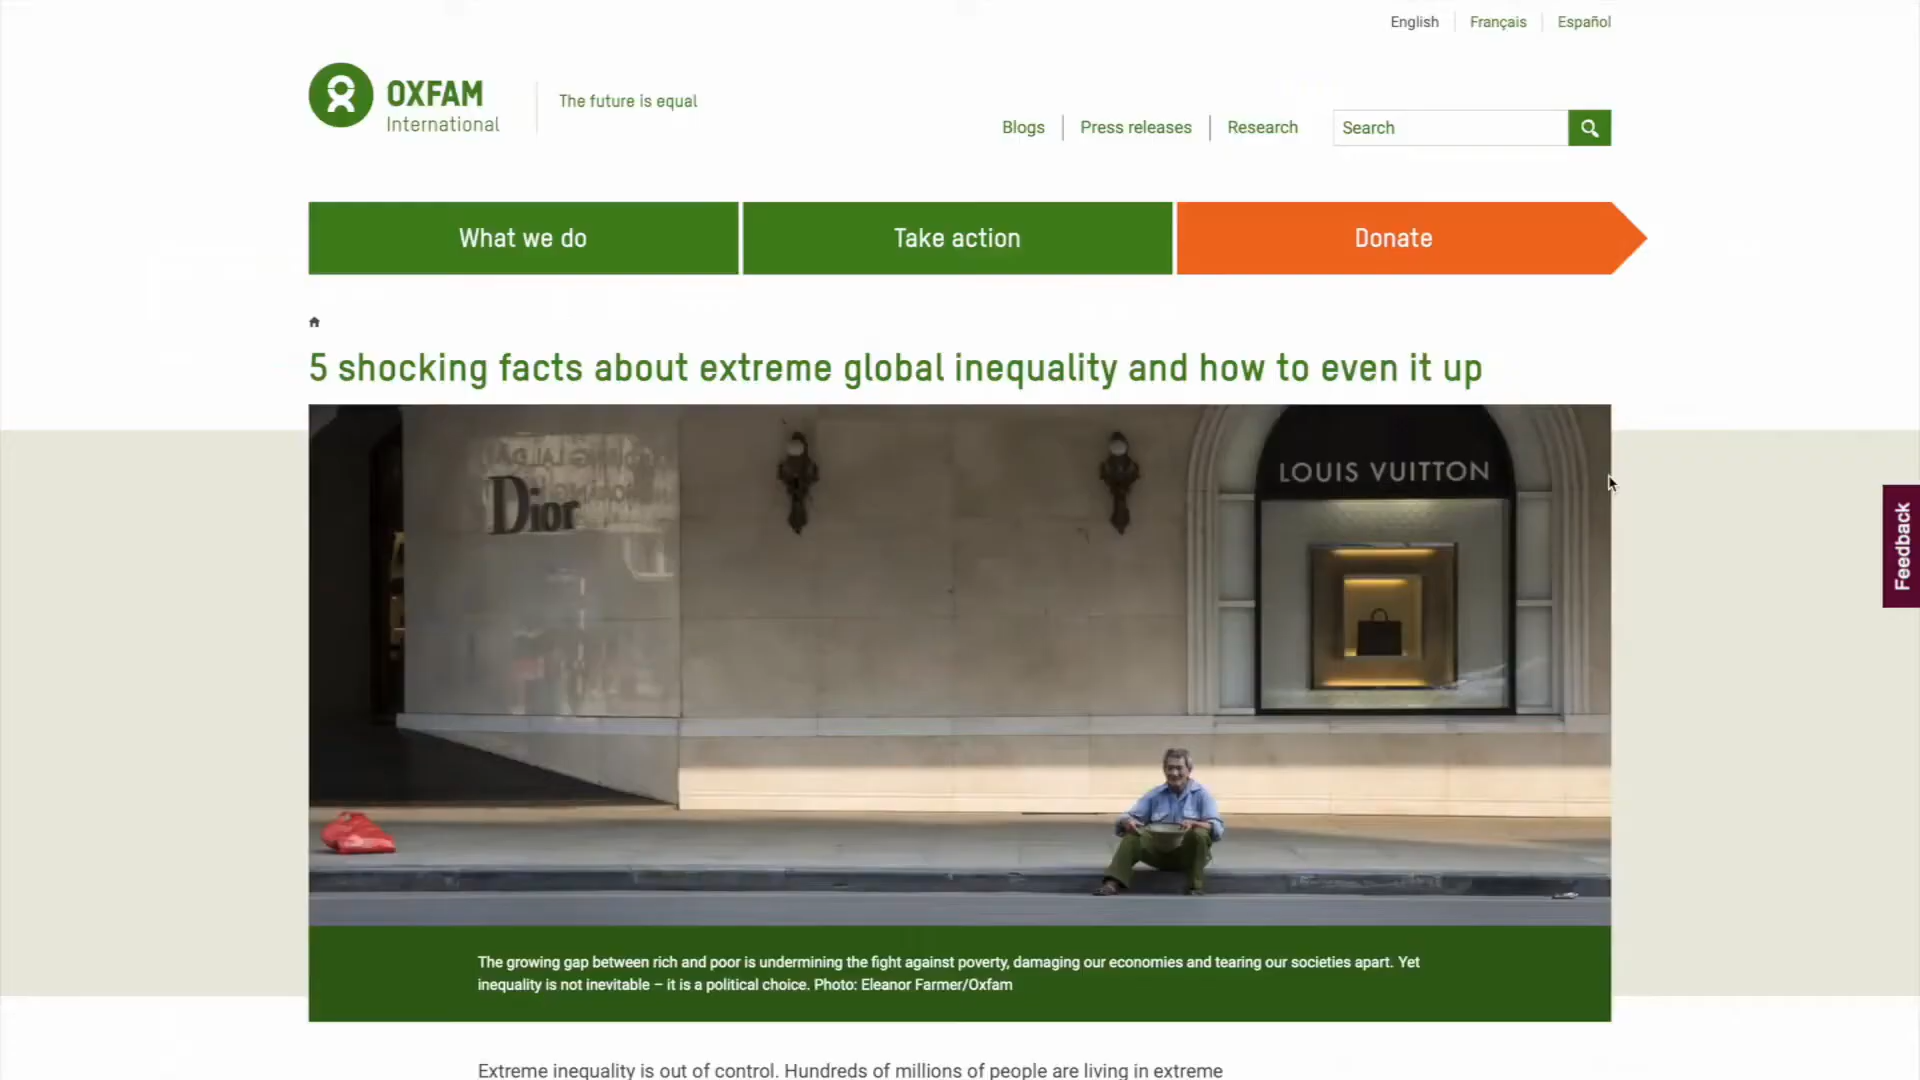 English
Français
Español
OXFAM
International
The future is equal
Blogs
Press releases
Research
Search
What we do
Take action
Donate
5 shocking facts about extreme global inequality and how to even it up
Dior
LOUIS VUITTON
Feedback
The growing gap between rich and poor is undermining the fight against poverty, damaging our economies and tearing our societies apart. Yet
inequality is not inevitable – it is a political choice. Photo: Eleanor Farmer/Oxfam
Extreme inequality is out of control. Hundreds of millions of people are living in extreme